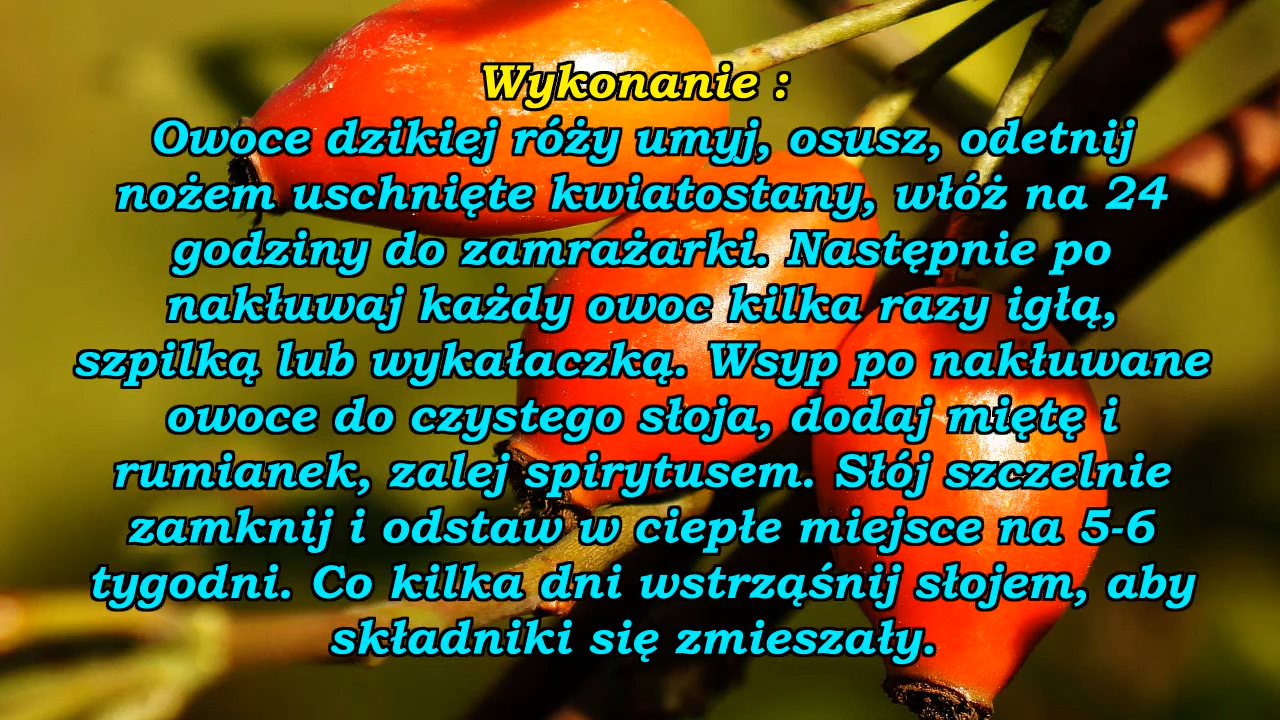 Wykonanie :
Owoce dzikiej róży umyj, osusz, odetnij
nożem uschnięte kwiatostany, włóż na 24
godziny do zamrażarki. Następnie po
nakłuwaj każdy owoc kilka razy igłą,
szpilką lub wykałaczką. Wsyp po nakłuwane
owoce do czystego słoja, dodaj miętę i
rumianek, zalej spirytusem. Słój szczelnie
zamknij i odstaw w ciepłe miejsce na 5-6
tygodni. Co kilka dni wstrząśnij słojem, aby
składniki się zmieszały.